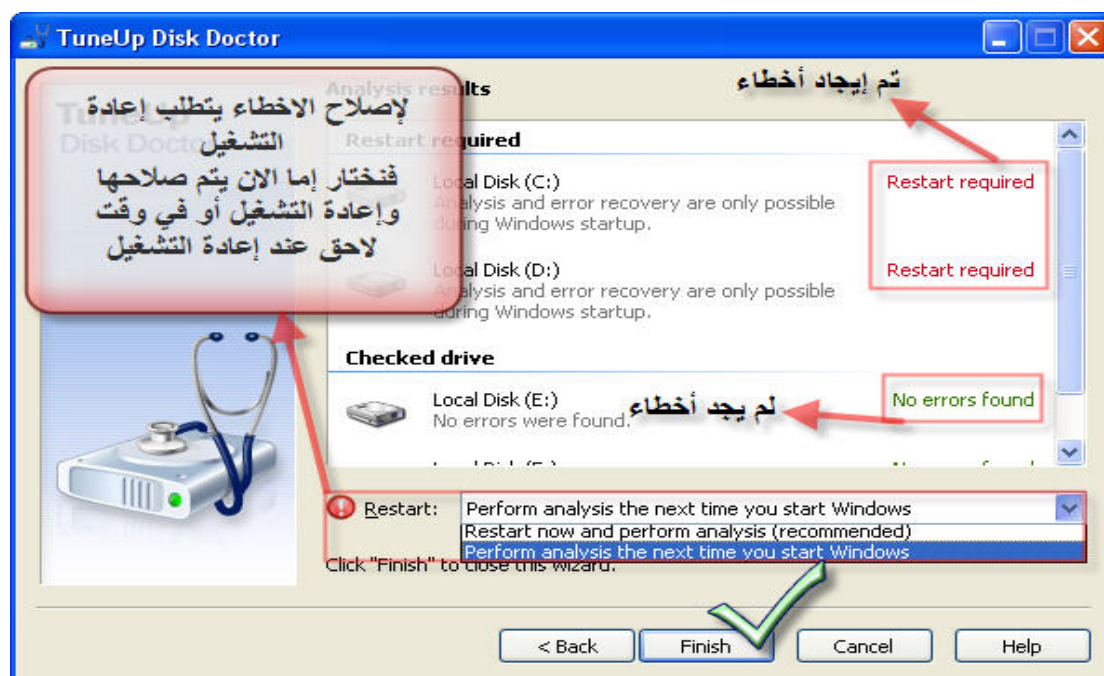 TuneUp Disk Doctor
Analysis results
تم إيجاد أخطاء
لإصلاح الاخطاء يتطلب إعادة
التشغيل
فنختار إما الان يتم صلاحها
وإعادة التشغيل أو في وقت
لاحق عند إعادة التشغيل
TuneUp
Disk Doctor
Restart required
Local Disk (C:)
Restart required
Analysis and error recovery are only possible
during Windows startup.
Local Disk (D:)
Restart required
Analysis and error recovery are only possible
during Windows startup.
Checked drive
Local Disk (E:)
No errors found
No errors were found.
لم يجد أخطاء
Restart:
Perform analysis the next time you start Windows
Restart now and perform analysis (recommended)
Perform analysis the next time you start Windows
Click "Finish" to close this wizard.
< Back
Finish
Cancel
Help